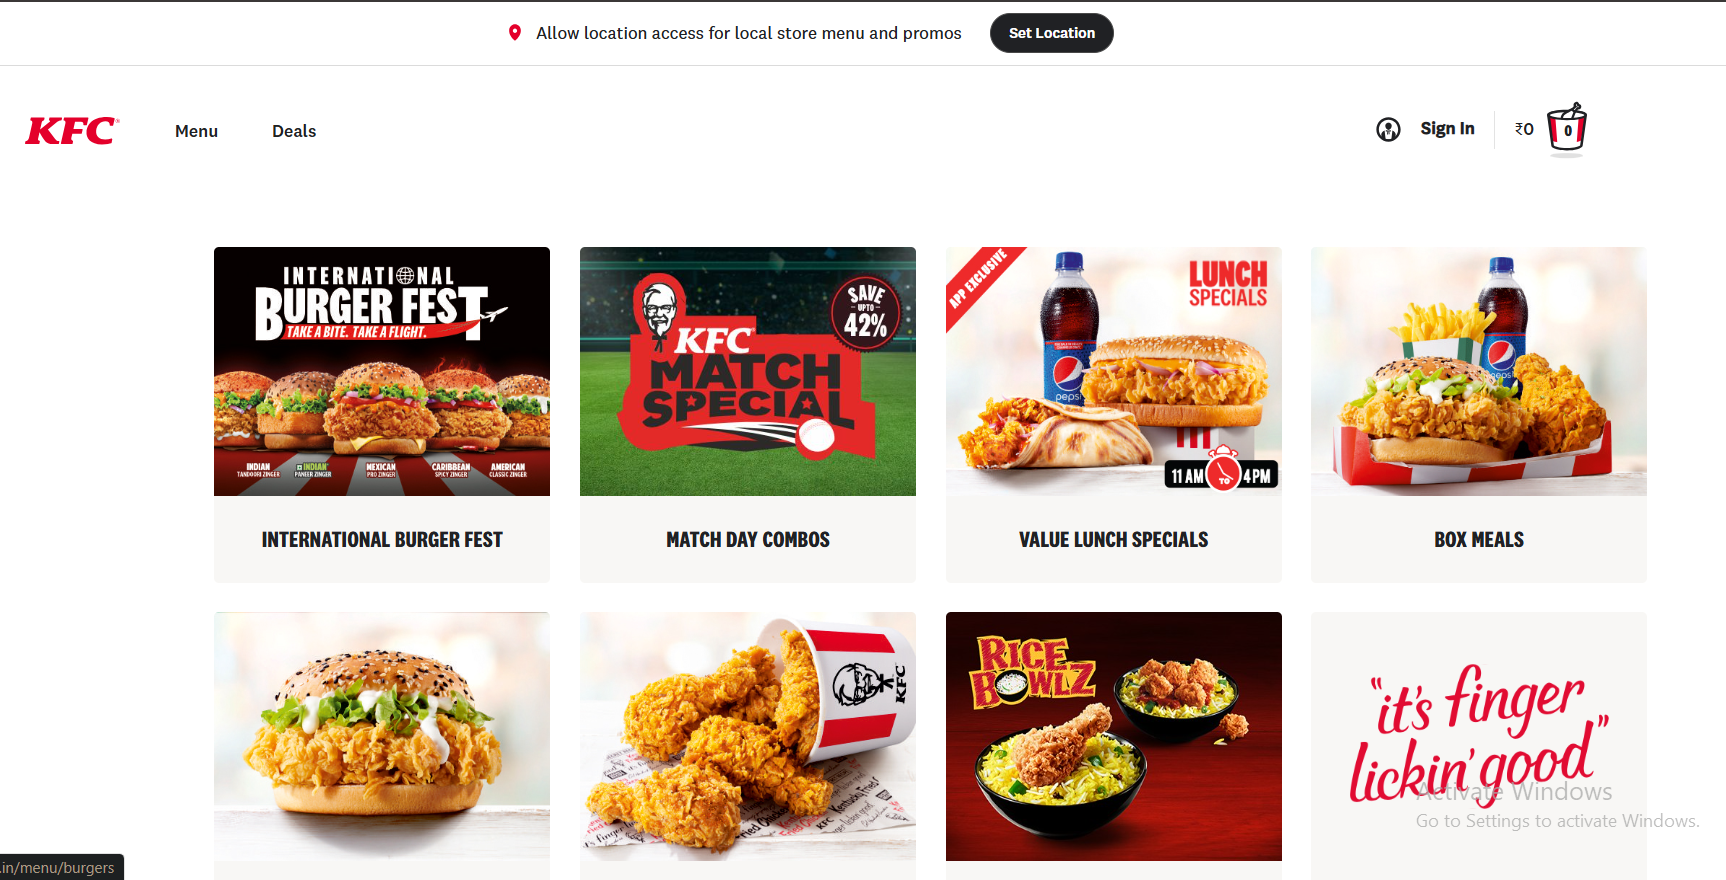 Allow location access for local store menu and promos
Set Location
KFC
Menu
Deals
Sign In
₹0
0
INTERNATIONAL
BURGER FEST
TAKE A BITE. TAKE A FLIGHT.
INDIAN
TANDOORI ZINGER
INDIAN
PANEER ZINGER
MEXICAN
PRO ZINGER
CARIBBEAN
SPICY ZINGER
AMERICAN
CLASSIC ZINGER
SAVE
UPTO
42%
KFC
MATCH
SPECIAL
APP EXCLUSIVE
LUNCH
SPECIALS
pepsi
11 AM TO 4 PM
pepsi
INTERNATIONAL BURGER FEST
MATCH DAY COMBOS
VALUE LUNCH SPECIALS
BOX MEALS
KFC
RICE
BOWLZ
"it's finger
lickin' good"
Activate Windows
Go to Settings to activate Windows.
.in/menu/burgers